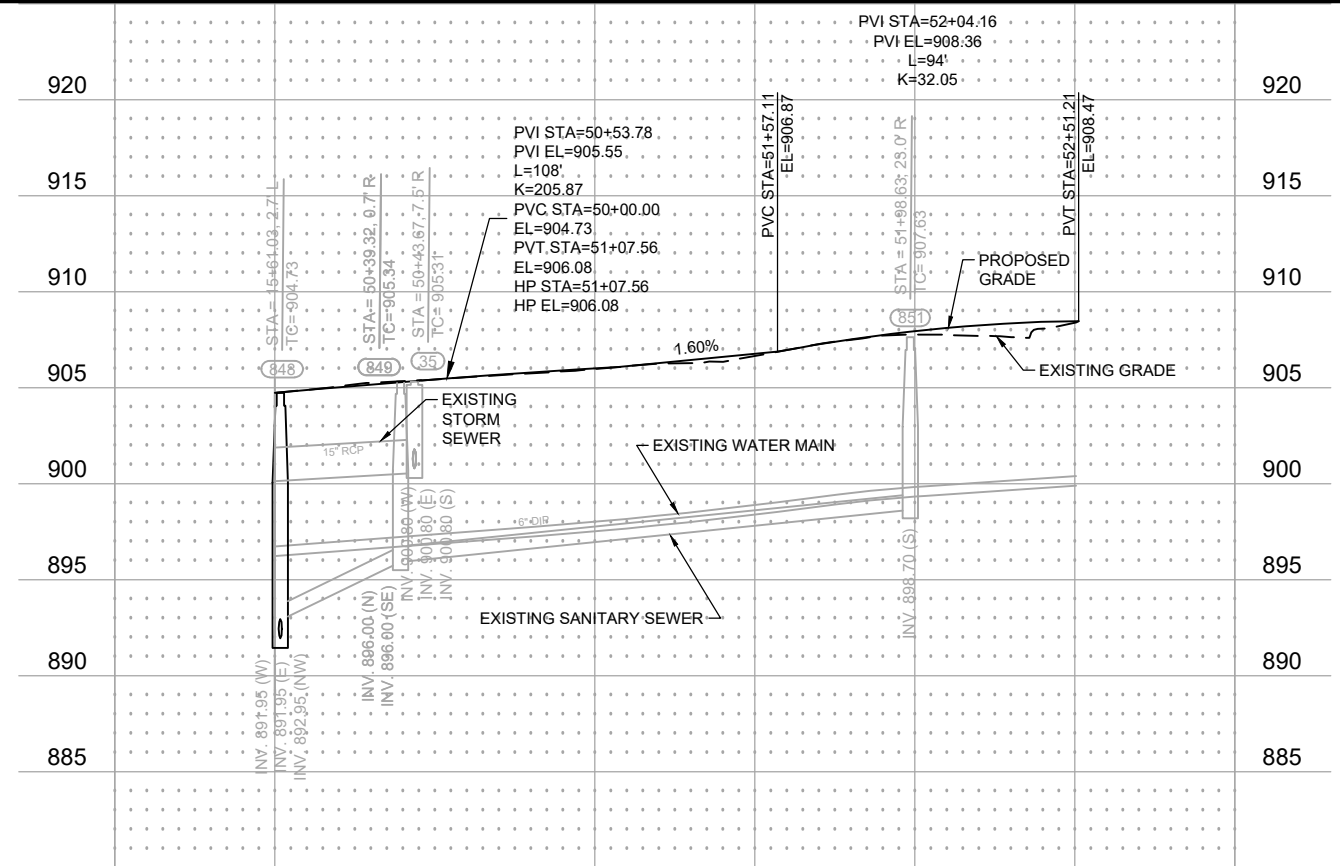 PVI STA=52+04.16
PVI EL=908.36
L=94'
K=32.05
920
920
PVC STA=51+57.11
EL=906.87
PVT STA=52+51.21
EL=908.47
PVI STA=50+53.78
PVI EL=905.55
L=108'
K=205.87
PVC STA=50+00.00
EL=904.73
PVT STA=51+07.56
EL=906.08
HP STA=51+07.56
HP EL=906.08
915
915
STA = 15+61.03, 2.7' L
TC= 904.73
STA = 50+39.32, 0.7' R
TC= 905.34
STA = 50+43.67, 7.5' R
TC= 905.31
STA = 51+98.63, 23.0' R
TC= 907.63
910
910
PROPOSED
GRADE
851
1.60%
848
849
35
EXISTING GRADE
905
905
EXISTING
STORM
SEWER
15" RCP
EXISTING WATER MAIN
900
900
6" DIP
INV. 900.80 (W)
INV. 900.80 (E)
INV. 900.80 (S)
INV. 898.70 (S)
895
895
INV. 896.00 (N)
INV. 896.00 (SE)
EXISTING SANITARY SEWER
890
890
INV. 891.95 (W)
INV. 891.95 (E)
INV. 892.95 (NW)
885
885